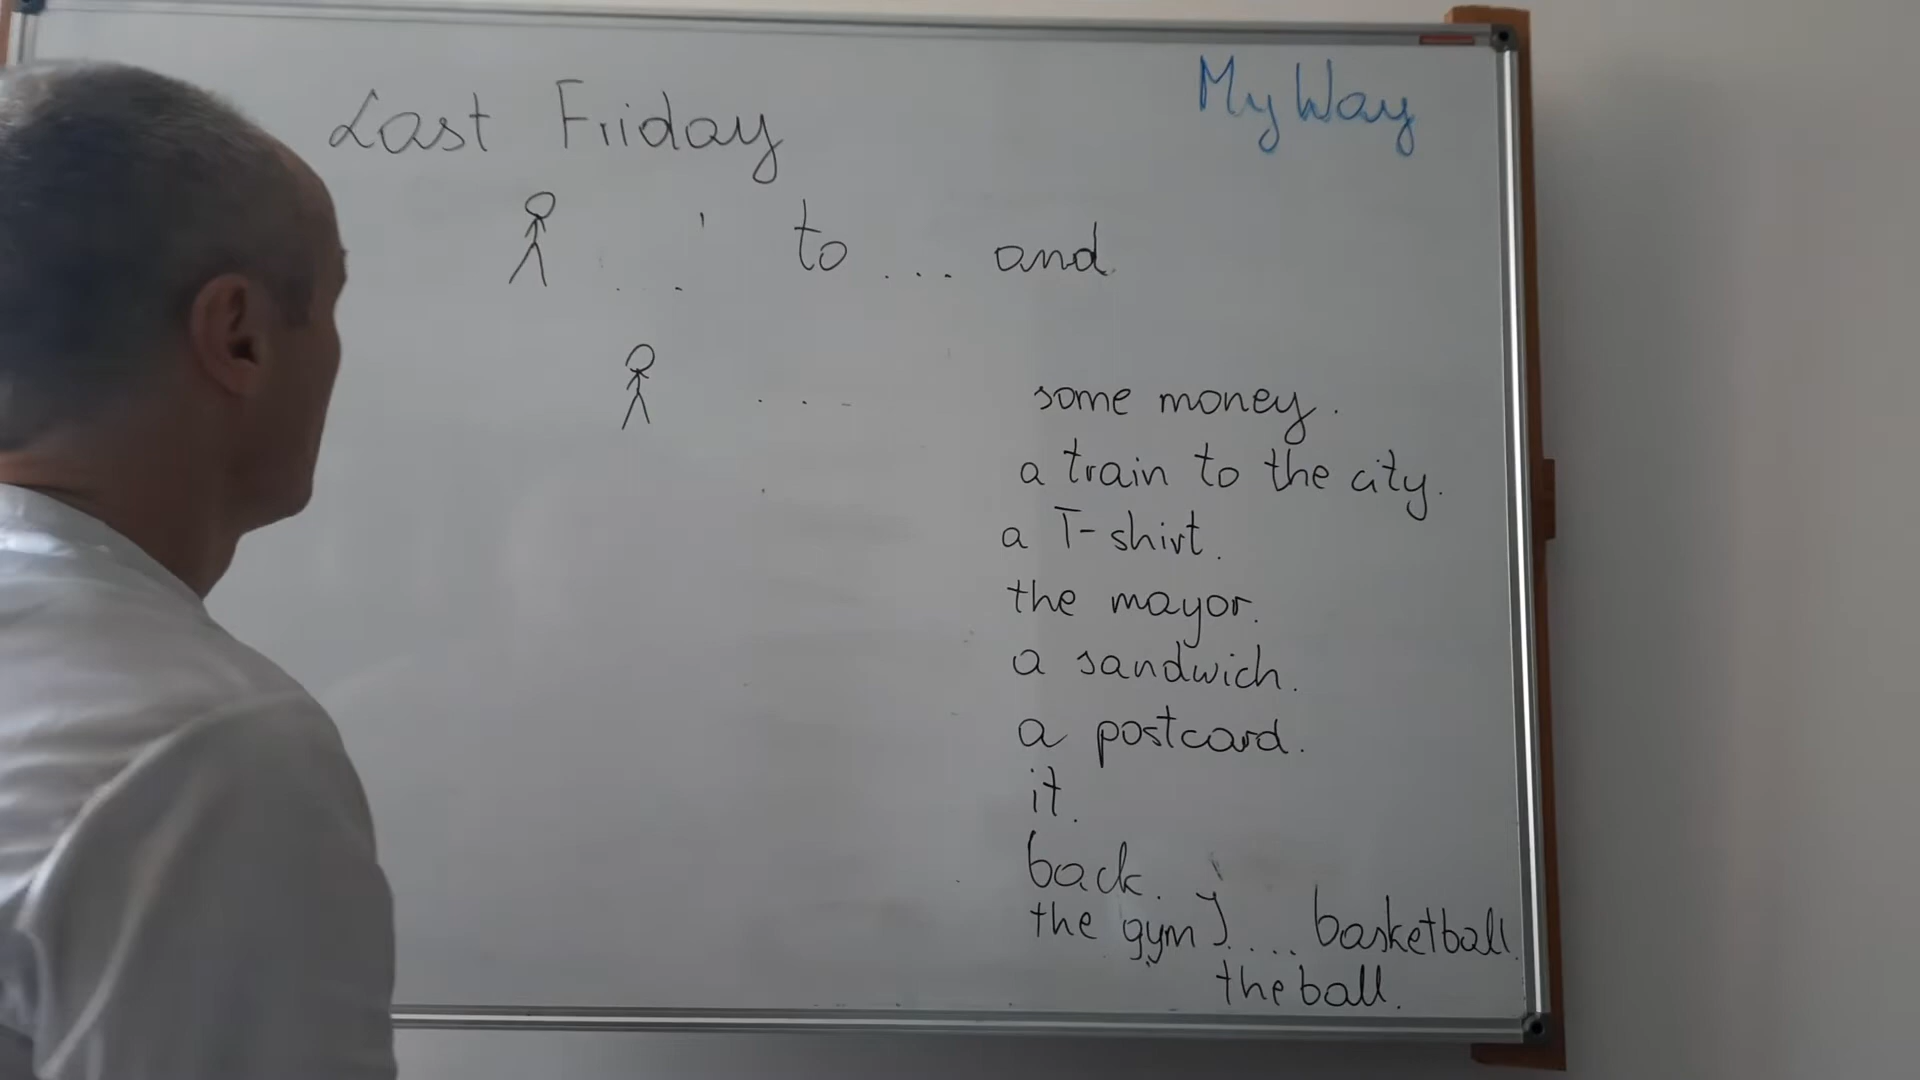 Last Friday
My Way
... to ... and
...
some money.
a train to the city.
a T-shirt.
the mayor.
a sandwich.
a postcard.
it.
back.
the gym } .... basketball.
the ball.